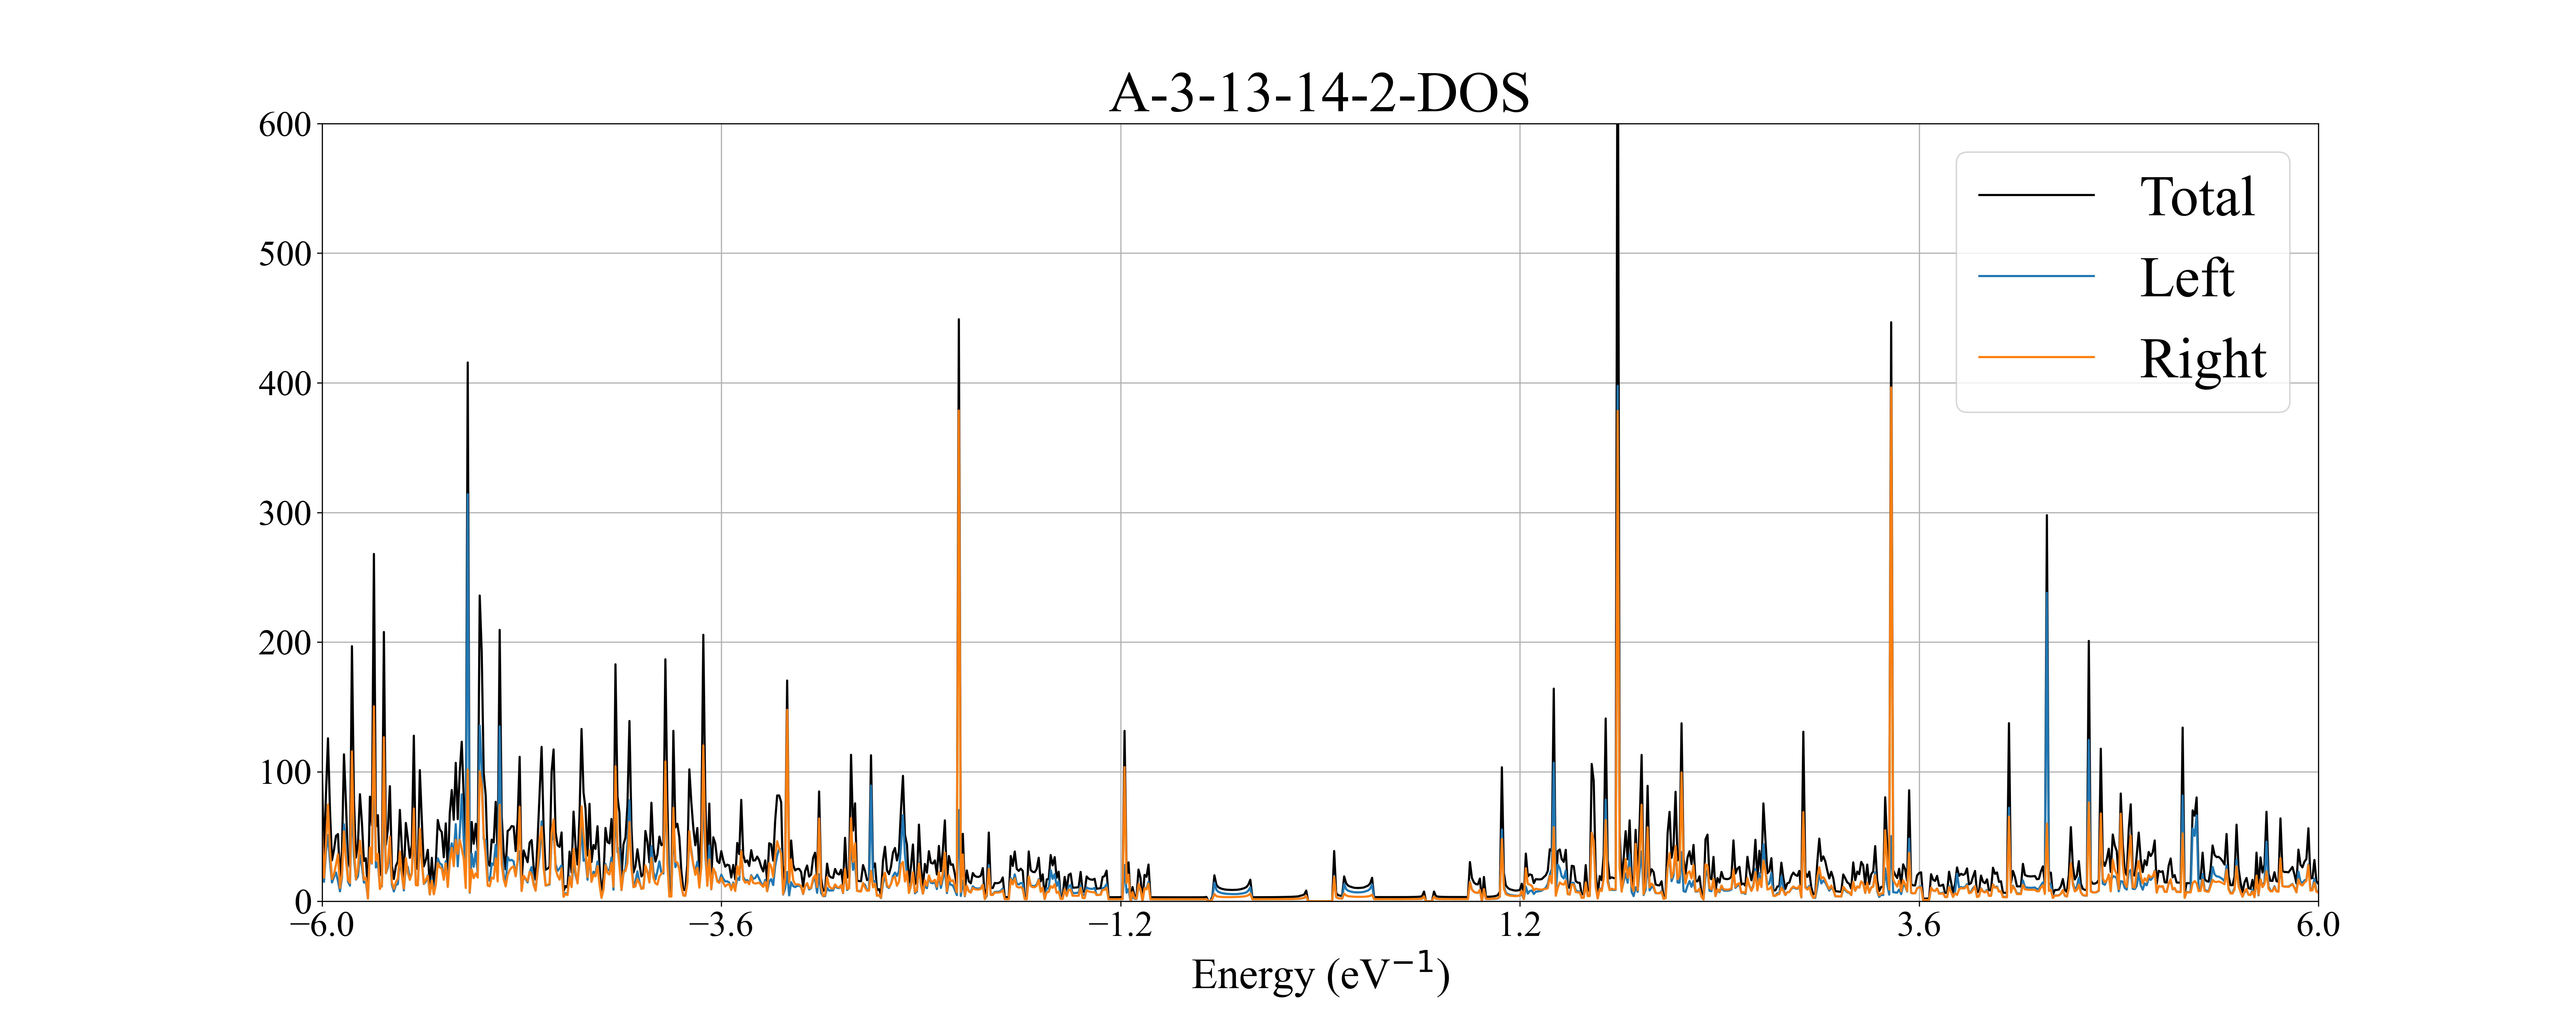 A-3-13-14-2-DOS
600
500
400
300
200
100
0
Total
Left
Right
−6.0 −3.6 −1.2 1.2 3.6 6.0
Energy (eV⁻¹)